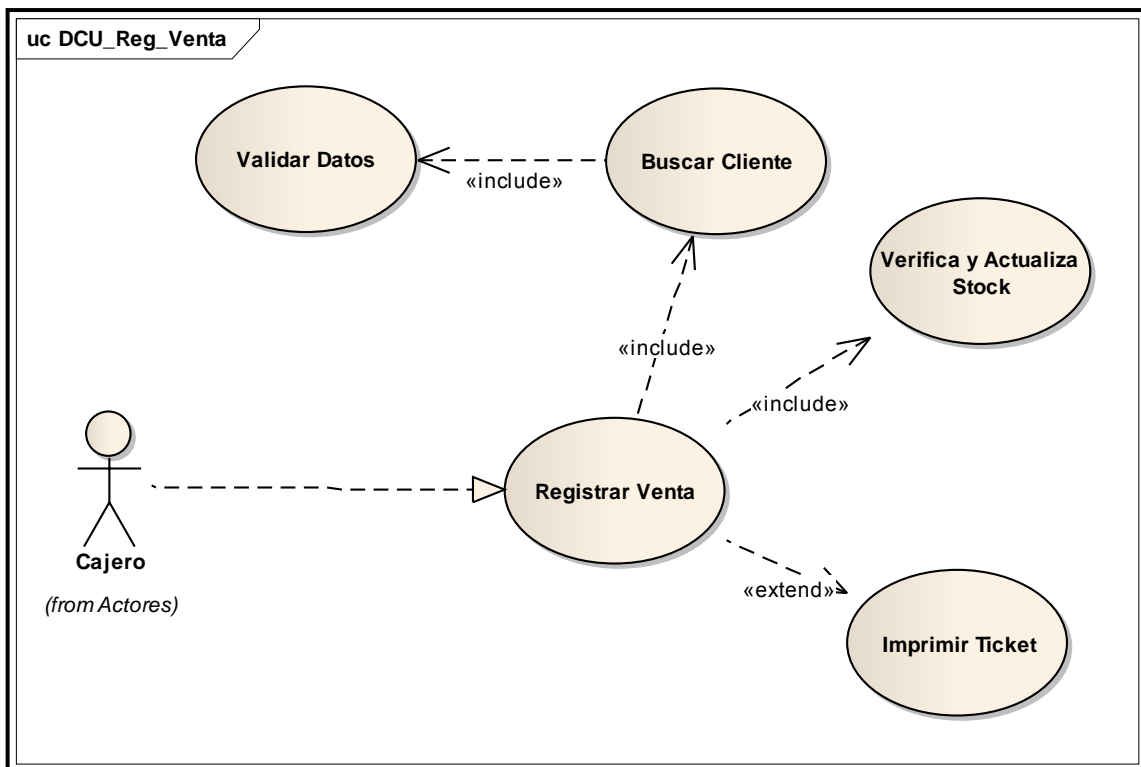 uc DCU_Reg_Venta
Validar Datos
Buscar Cliente
«include»
Verifica y Actualiza
Stock
«include»
«include»
Registrar Venta
Cajero
(from Actores)
«extend»
Imprimir Ticket